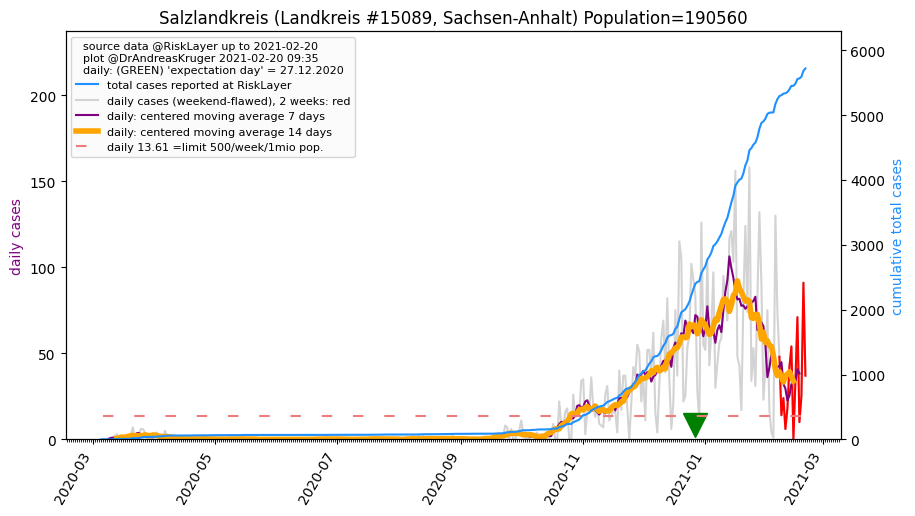 Salzlandkreis (Landkreis #15089, Sachsen-Anhalt) Population=190560
source data @RiskLayer up to 2021-02-20
plot @DrAndreasKruger 2021-02-20 09:35
daily: (GREEN) 'expectation day' = 27.12.2020
total cases reported at RiskLayer
daily cases (weekend-flawed), 2 weeks: red
daily: centered moving average 7 days
daily: centered moving average 14 days
daily 13.61 =limit 500/week/1mio pop.
daily cases
200
150
100
50
0
6000
5000
4000
3000
2000
1000
0
cumulative total cases
2020-03
2020-05
2020-07
2020-09
2020-11
2021-01
2021-03